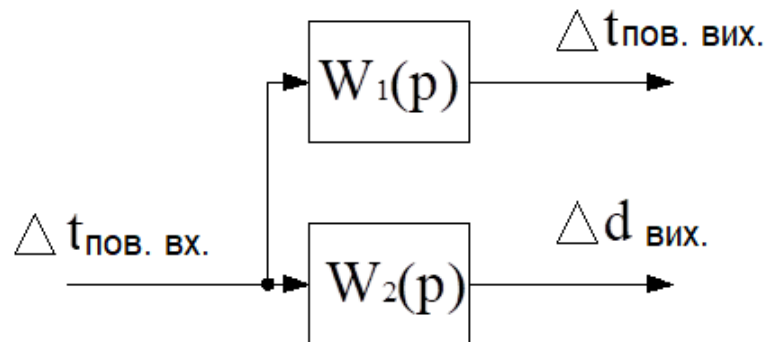 △tпов. вих.
W₁(p)
△d вих.
△tпов. вх.
W₂(p)